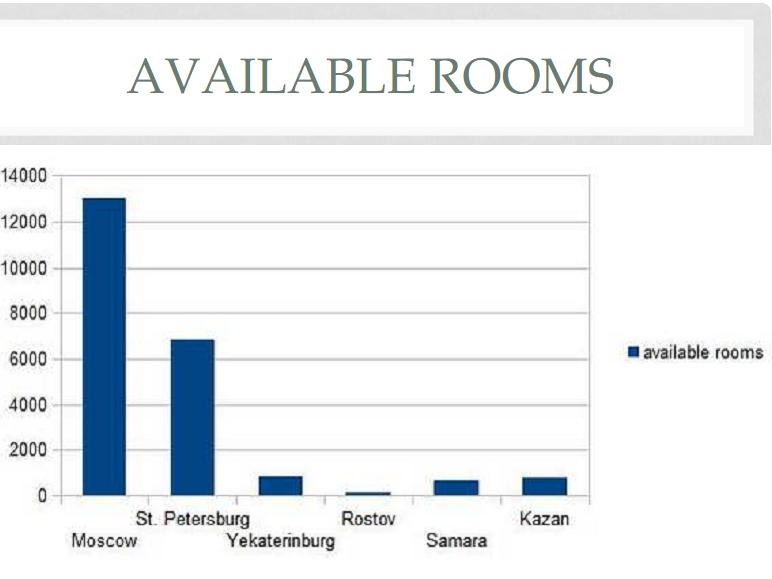 AVAILABLE ROOMS
14000
12000
10000
8000
6000
4000
2000
0
available rooms
St. Petersburg Rostov Kazan
Moscow Yekaterinburg Samara